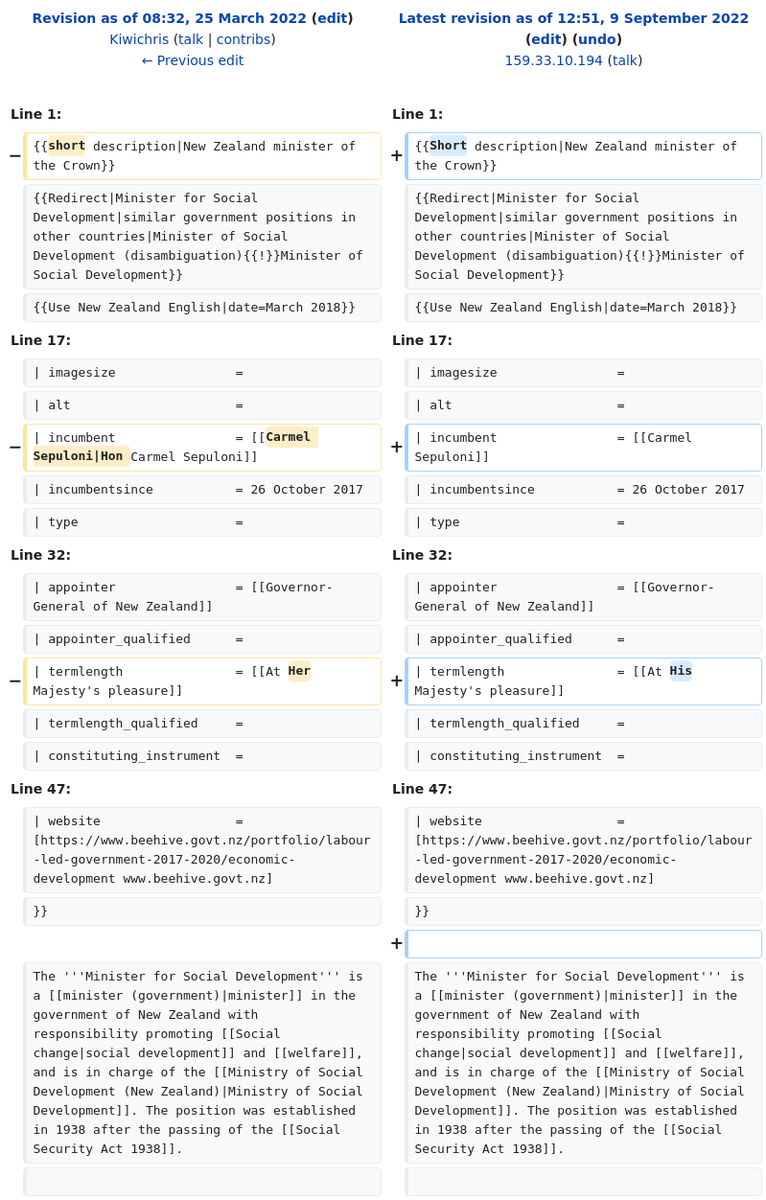 Revision as of 08:32, 25 March 2022 (edit)
Kiwichris (talk | contribs)
← Previous edit
Latest revision as of 12:51, 9 September 2022
(edit) (undo)
159.33.10.194 (talk)
Line 1:
− {{short description|New Zealand minister of
the Crown}}
{{Redirect|Minister for Social
Development|similar government positions in
other countries|Minister of Social
Development (disambiguation){{!}}Minister of
Social Development}}
{{Use New Zealand English|date=March 2018}}
Line 1:
+ {{Short description|New Zealand minister of
the Crown}}
{{Redirect|Minister for Social
Development|similar government positions in
other countries|Minister of Social
Development (disambiguation){{!}}Minister of
Social Development}}
{{Use New Zealand English|date=March 2018}}
Line 17:
| imagesize =
| alt =
− | incumbent = [[Carmel
Sepuloni|Hon Carmel Sepuloni]]
| incumbentsince = 26 October 2017
| type =
Line 17:
| imagesize =
| alt =
+ | incumbent = [[Carmel
Sepuloni]]
| incumbentsince = 26 October 2017
| type =
Line 32:
| appointer = [[Governor-
General of New Zealand]]
| appointer_qualified =
− | termlength = [[At Her
Majesty's pleasure]]
| termlength_qualified =
| constituting_instrument =
Line 32:
| appointer = [[Governor-
General of New Zealand]]
| appointer_qualified =
+ | termlength = [[At His
Majesty's pleasure]]
| termlength_qualified =
| constituting_instrument =
Line 47:
| website =
[https://www.beehive.govt.nz/portfolio/labour
-led-government-2017-2020/economic-
development www.beehive.govt.nz]
}}
The '''Minister for Social Development''' is
a [[minister (government)|minister]] in the
government of New Zealand with
responsibility promoting [[Social
change|social development]] and [[welfare]],
and is in charge of the [[Ministry of Social
Development (New Zealand)|Ministry of Social
Development]]. The position was established
in 1938 after the passing of the [[Social
Security Act 1938]].
Line 47:
| website =
[https://www.beehive.govt.nz/portfolio/labour
-led-government-2017-2020/economic-
development www.beehive.govt.nz]
}}
+
The '''Minister for Social Development''' is
a [[minister (government)|minister]] in the
government of New Zealand with
responsibility promoting [[Social
change|social development]] and [[welfare]],
and is in charge of the [[Ministry of Social
Development (New Zealand)|Ministry of Social
Development]]. The position was established
in 1938 after the passing of the [[Social
Security Act 1938]].